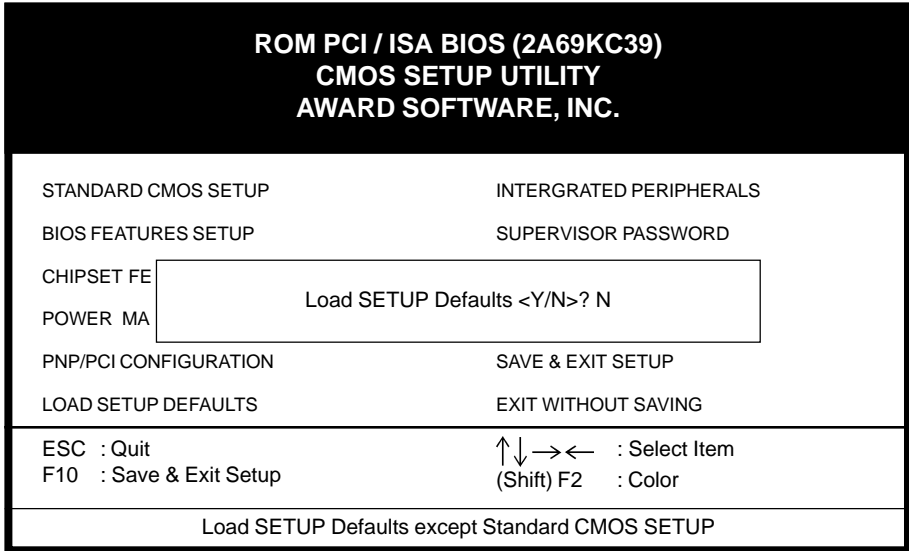 ROM PCI / ISA BIOS (2A69KC39)
CMOS SETUP UTILITY
AWARD SOFTWARE, INC.
STANDARD CMOS SETUP
INTERGRATED PERIPHERALS
BIOS FEATURES SETUP
SUPERVISOR PASSWORD
CHIPSET FE
Load SETUP Defaults <Y/N>? N
POWER MA
PNP/PCI CONFIGURATION
SAVE & EXIT SETUP
LOAD SETUP DEFAULTS
EXIT WITHOUT SAVING
ESC : Quit
↑↓→← : Select Item
F10 : Save & Exit Setup
(Shift) F2 : Color
Load SETUP Defaults except Standard CMOS SETUP